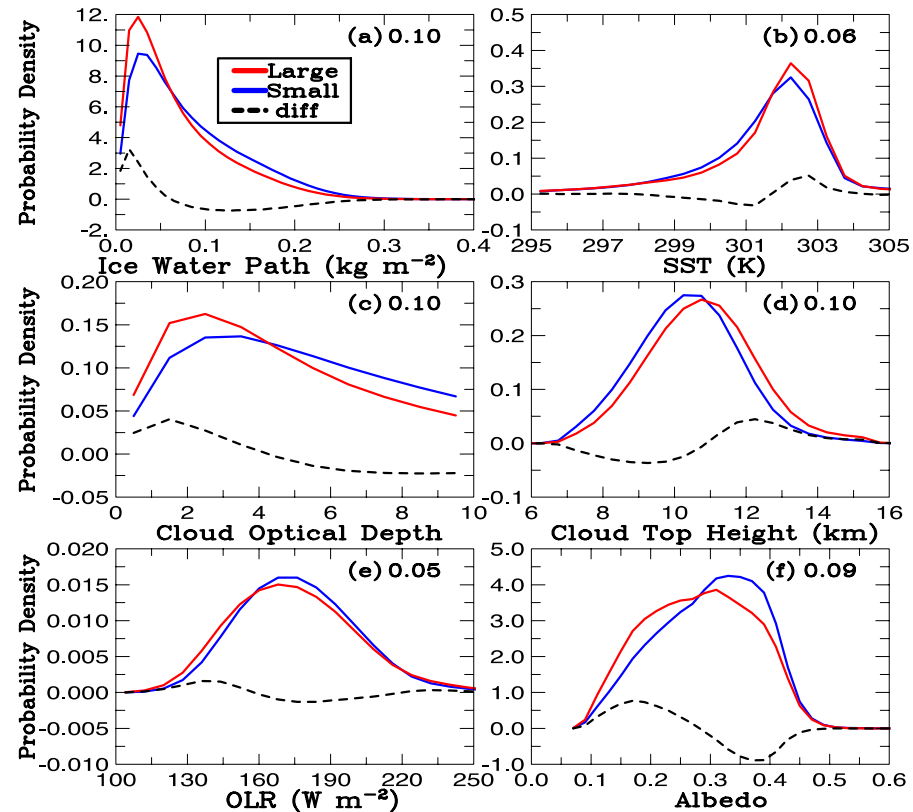 Probability Density
12.
10.
8.
6.
4.
2.
0.
-2.
0.0 0.1 0.2 0.3 0.4
Ice Water Path (kg m⁻²)
(a) 0.10
Large
Small
diff
0.5
0.4
0.3
0.2
0.1
0.0
-0.1
295 297 299 301 303 305
SST (K)
(b) 0.06
Probability Density
0.20
0.15
0.10
0.05
0.00
-0.05
0 2 4 6 8 10
Cloud Optical Depth
(c) 0.10
0.3
0.2
0.1
0.0
-0.1
6 8 10 12 14 16
Cloud Top Height (km)
(d) 0.10
Probability Density
0.020
0.015
0.010
0.005
0.000
-0.005
-0.010
100 130 160 190 220 250
OLR (W m⁻²)
(e) 0.05
5.0
4.0
3.0
2.0
1.0
0.0
-1.0
0.0 0.1 0.2 0.3 0.4 0.5 0.6
Albedo
(f) 0.09